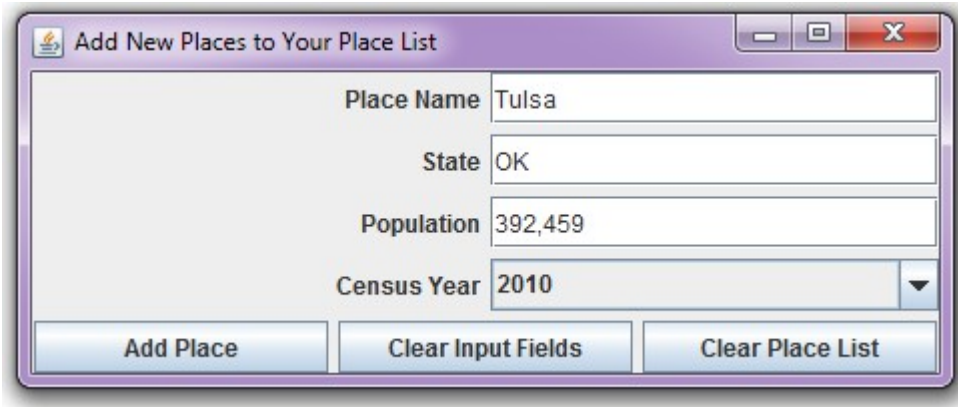 Add New Places to Your Place List
Place Name Tulsa
State OK
Population 392,459
Census Year 2010
Add Place Clear Input Fields Clear Place List